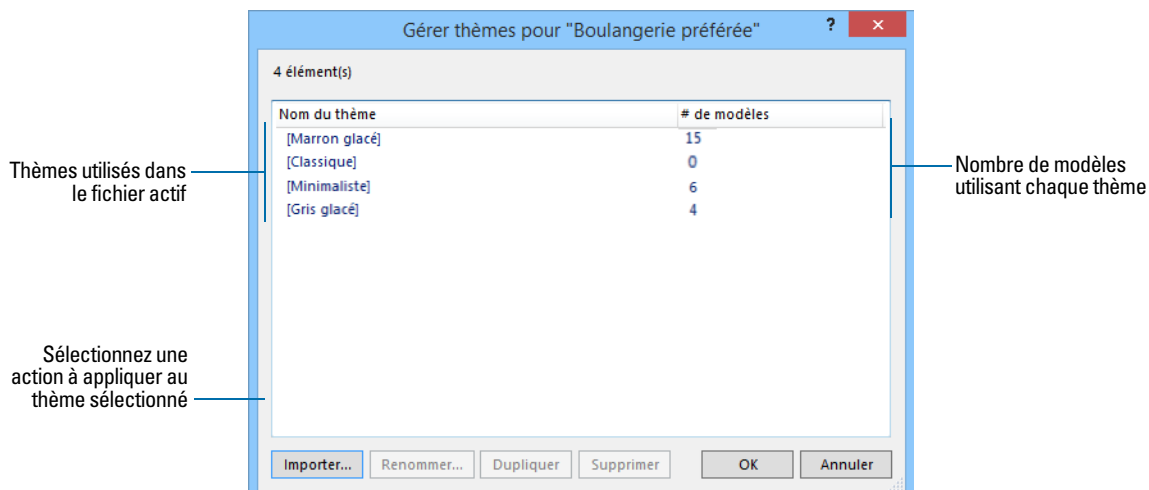 Gérer thèmes pour "Boulangerie préférée"
?
×
4 élément(s)
Nom du thème # de modèles
[Marron glacé] 15
[Classique] 0
[Minimaliste] 6
[Gris glacé] 4
Thèmes utilisés dans
le fichier actif
Nombre de modèles
utilisant chaque thème
Sélectionnez une
action à appliquer au
thème sélectionné
Importer... Renommer... Dupliquer Supprimer OK Annuler